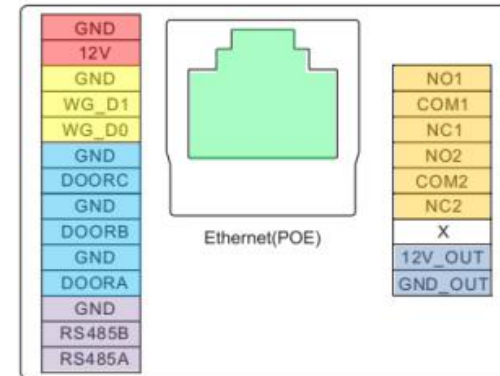 GND
12V
GND
WG_D1
WG_D0
GND
DOORC
GND
DOORB
GND
DOORA
GND
RS485B
RS485A
Ethernet(POE)
NO1
COM1
NC1
NO2
COM2
NC2
X
12V_OUT
GND_OUT